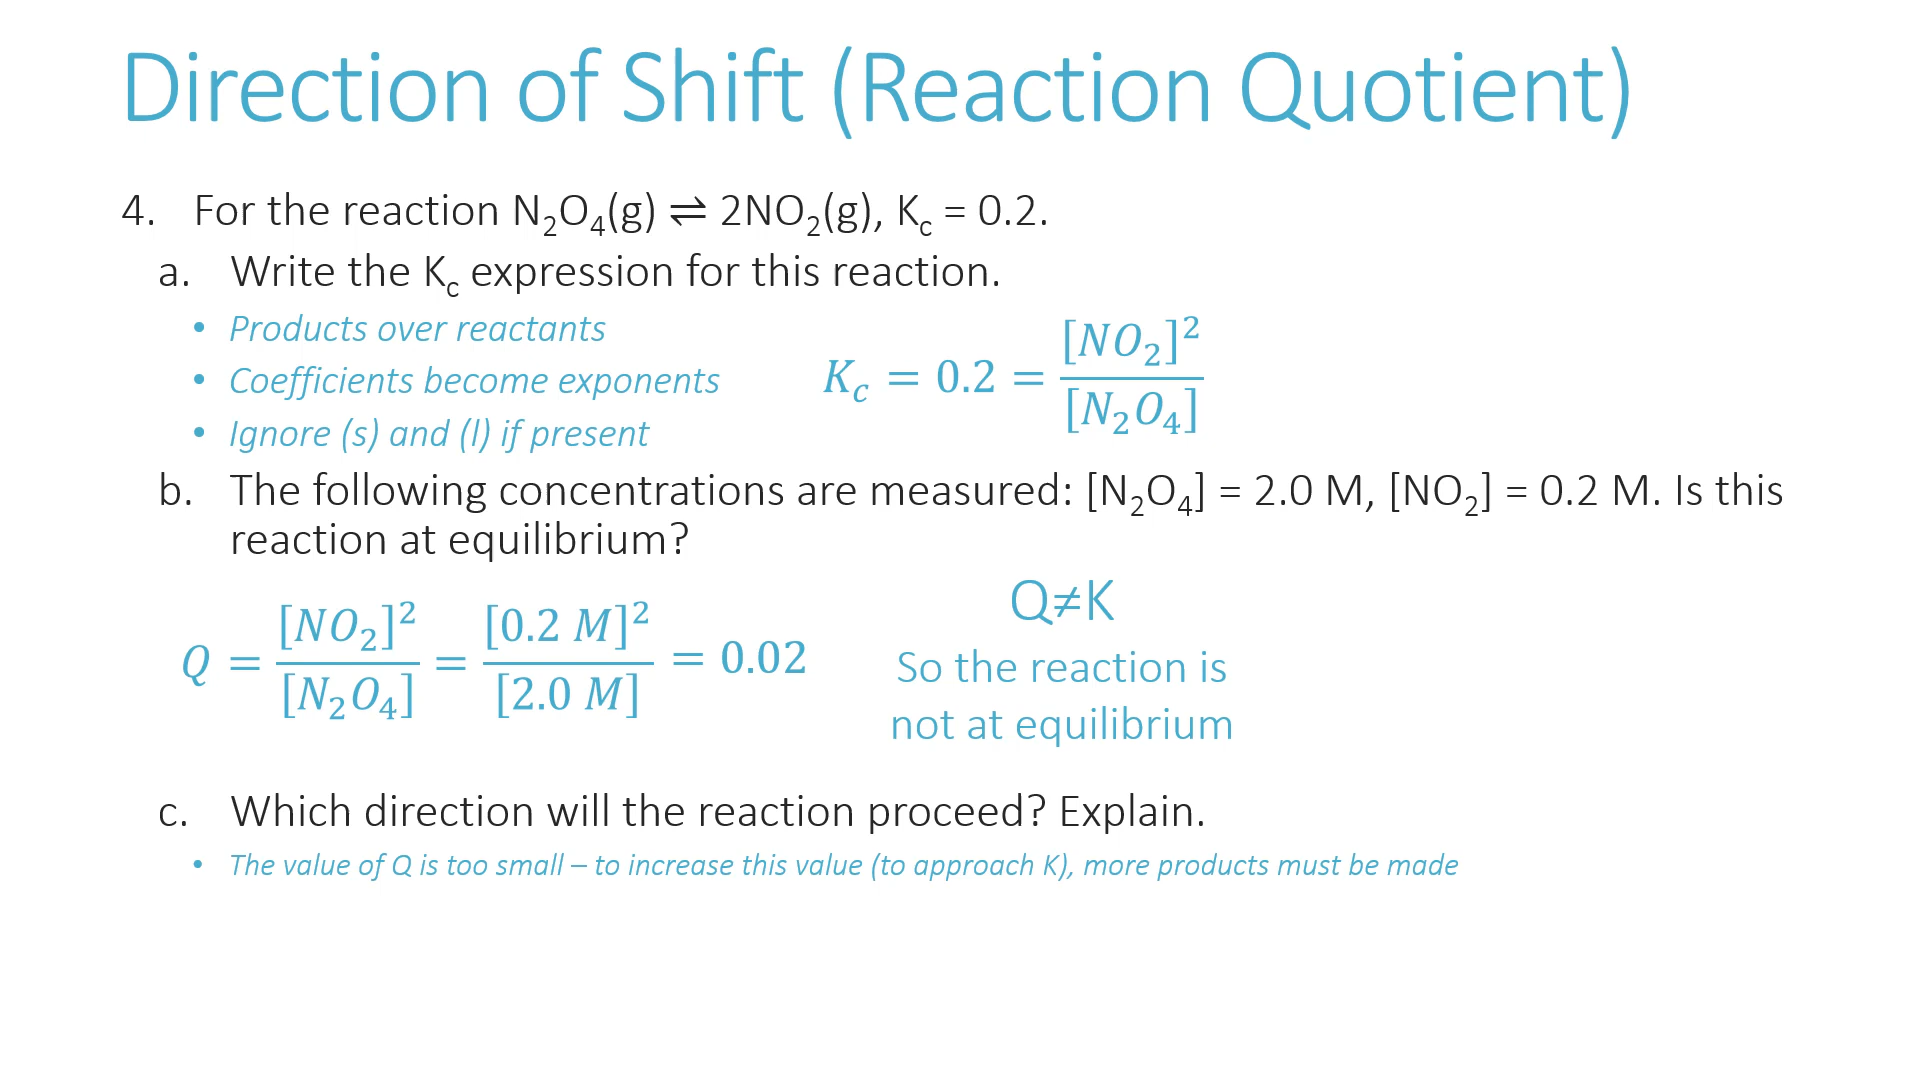 Direction of Shift (Reaction Quotient)
4. For the reaction N₂O₄(g) ⇌ 2NO₂(g), K꜀ = 0.2.
a. Write the K꜀ expression for this reaction.
• Products over reactants
• Coefficients become exponents
• Ignore (s) and (l) if present
K꜀ = 0.2 = [NO₂]² / [N₂O₄]
b. The following concentrations are measured: [N₂O₄] = 2.0 M, [NO₂] = 0.2 M. Is this
reaction at equilibrium?
Q = [NO₂]² / [N₂O₄] = [0.2 M]² / [2.0 M] = 0.02
Q≠K
So the reaction is
not at equilibrium
c. Which direction will the reaction proceed? Explain.
• The value of Q is too small – to increase this value (to approach K), more products must be made